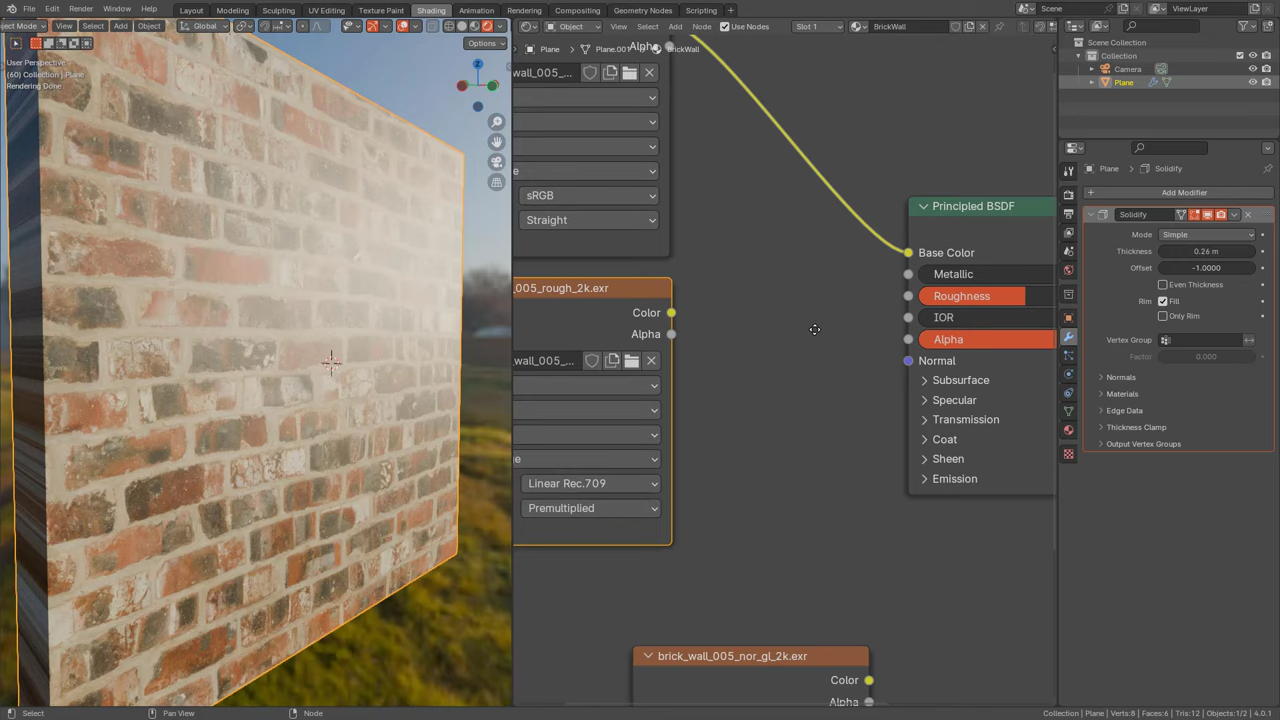 File Edit Render Window Help
Layout Modeling Sculpting UV Editing Texture Paint Shading Animation Rendering Compositing Geometry Nodes Scripting
Scene
ViewLayer
ject Mode View Select Add Object Global
Object View Select Add Node Use Nodes Slot 1 BrickWall
Options
User Perspective
(60) Collection | Plane
Rendering Done
Z
Plane Plane.001 BrickWall
Alpha
wall_005_...
e
sRGB
Straight
_005_rough_2k.exr
Color
Alpha
wall_005_...
e
Linear Rec.709
Premultiplied
brick_wall_005_nor_gl_2k.exr
Color
Alpha
Principled BSDF
Base Color
Metallic
Roughness
IOR
Alpha
Normal
Subsurface
Specular
Transmission
Coat
Sheen
Emission
Scene Collection
Collection
Camera
Plane
Plane Solidify
Add Modifier
Solidify
Mode Simple
Thickness 0.26 m
Offset -1.0000
Even Thickness
Rim Fill
Only Rim
Vertex Group
Factor 0.000
Normals
Materials
Edge Data
Thickness Clamp
Output Vertex Groups
Select Pan View Node Collection | Plane | Verts:8 | Faces:6 | Tris:12 | Objects:1/2 | 4.0.1